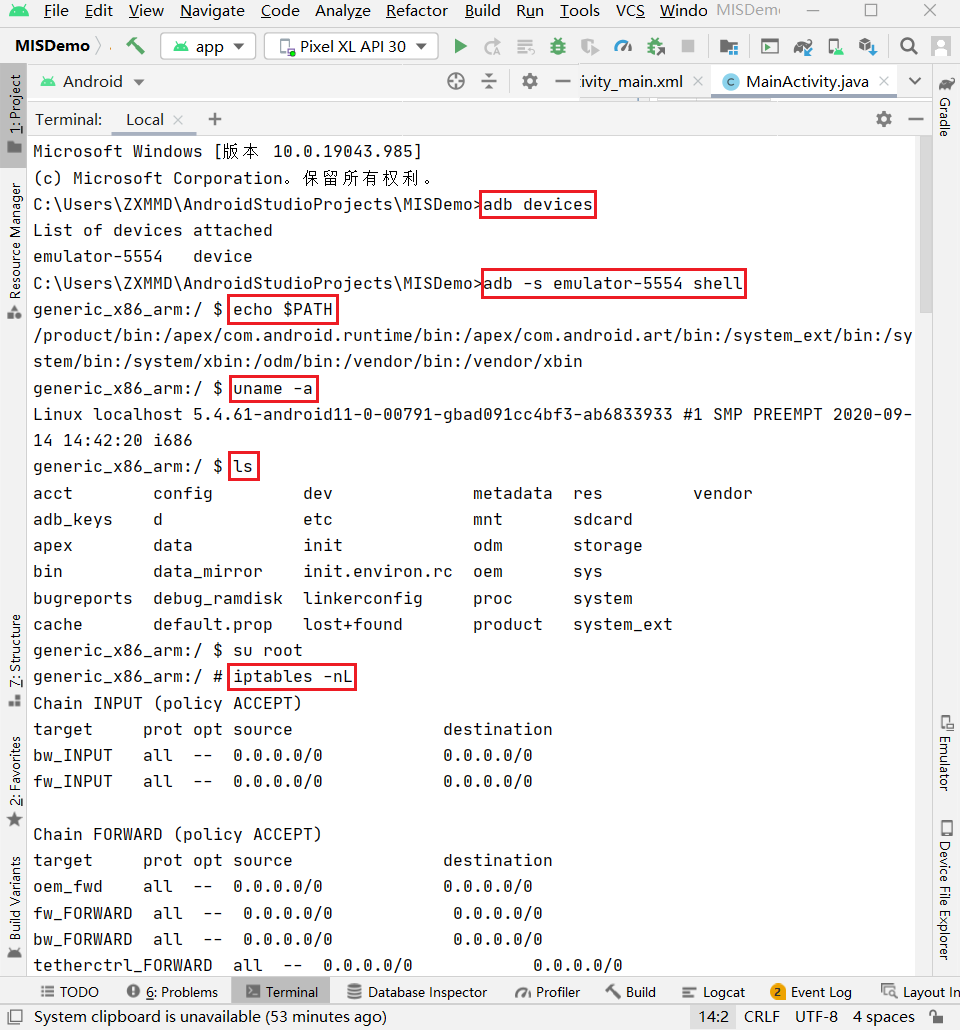 File Edit View Navigate Code Analyze Refactor Build Run Tools VCS Windo MISDemo
MISDemo app Pixel XL API 30
Android ivity_main.xml MainActivity.java
Terminal: Local
Microsoft Windows [版本 10.0.19043.985]
(c) Microsoft Corporation。保留所有权利。
C:\Users\ZXMMD\AndroidStudioProjects\MISDemo>adb devices
List of devices attached
emulator-5554 device
C:\Users\ZXMMD\AndroidStudioProjects\MISDemo>adb -s emulator-5554 shell
generic_x86_arm:/ $ echo $PATH
/product/bin:/apex/com.android.runtime/bin:/apex/com.android.art/bin:/system_ext/bin:/sy
stem/bin:/system/xbin:/odm/bin:/vendor/bin:/vendor/xbin
generic_x86_arm:/ $ uname -a
Linux localhost 5.4.61-android11-0-00791-gbad091cc4bf3-ab6833933 #1 SMP PREEMPT 2020-09-
14 14:42:20 i686
generic_x86_arm:/ $ ls
acct config dev metadata res vendor
adb_keys d etc mnt sdcard
apex data init odm storage
bin data_mirror init.environ.rc oem sys
bugreports debug_ramdisk linkerconfig proc system
cache default.prop lost+found product system_ext
generic_x86_arm:/ $ su root
generic_x86_arm:/ # iptables -nL
Chain INPUT (policy ACCEPT)
target prot opt source destination
bw_INPUT all -- 0.0.0.0/0 0.0.0.0/0
fw_INPUT all -- 0.0.0.0/0 0.0.0.0/0
Chain FORWARD (policy ACCEPT)
target prot opt source destination
oem_fwd all -- 0.0.0.0/0 0.0.0.0/0
fw_FORWARD all -- 0.0.0.0/0 0.0.0.0/0
bw_FORWARD all -- 0.0.0.0/0 0.0.0.0/0
tetherctrl_FORWARD all -- 0.0.0.0/0 0.0.0.0/0
1: Project
Resource Manager
7: Structure
2: Favorites
Build Variants
Gradle
Emulator
Device File Explorer
TODO 6: Problems Terminal Database Inspector Profiler Build Logcat 2 Event Log Layout In
System clipboard is unavailable (53 minutes ago) 14:2 CRLF UTF-8 4 spaces